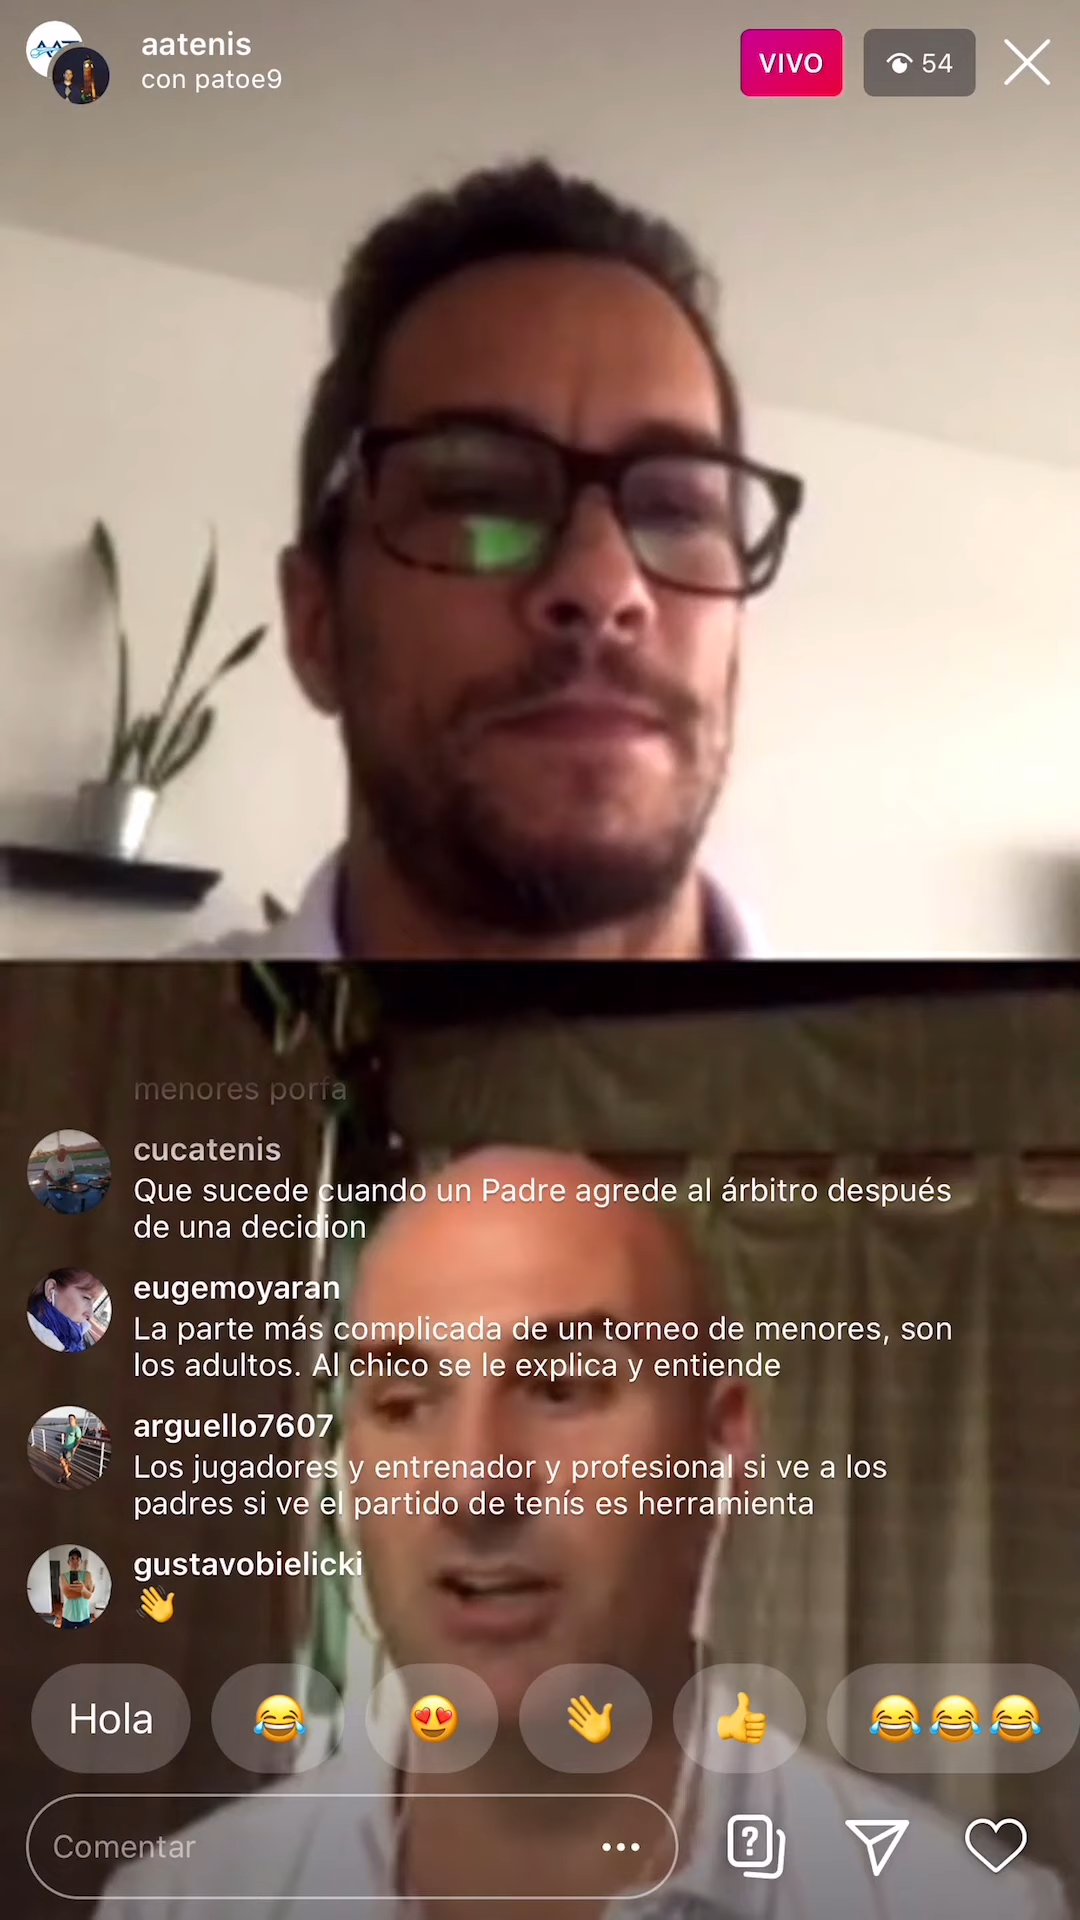 aatenis
con patoe9
VIVO
54
menores porfa
cucatenis
Que sucede cuando un Padre agrede al árbitro después
de una decidion
eugemoyaran
La parte más complicada de un torneo de menores, son
los adultos. Al chico se le explica y entiende
arguello7607
Los jugadores y entrenador y profesional si ve a los
padres si ve el partido de tenís es herramienta
gustavobielicki
👋
Hola 😂 😍 👋 👍 😂😂😂
Comentar